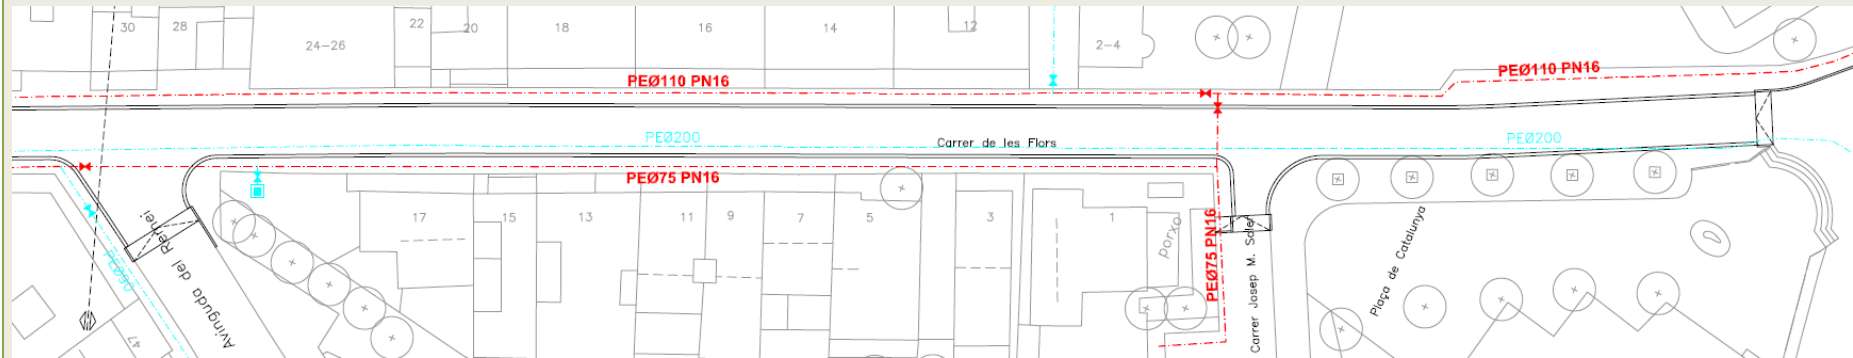 30
28
24-26
22
20
18
16
14
12
2-4
PEØ110 PN16
PEØ110 PN16
PEØ200
Carrer de les Flors
PEØ200
PEØ75 PN16
17
15
13
11
9
7
5
3
1
porxo
PEØ75 PN16
Carrer Josep M. Soler
Plaça de Catalunya
Avinguda del Remei
47